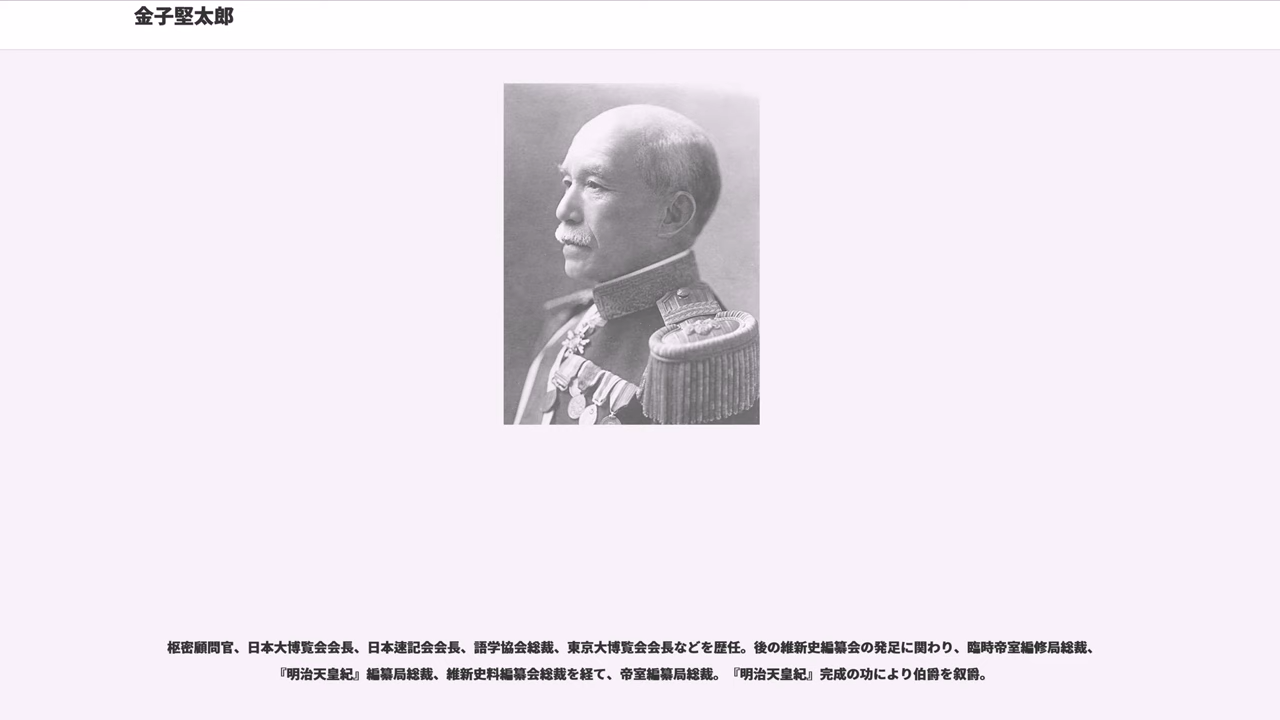 金子堅太郎
枢密顧問官、日本大博覧会会長、日本速記会会長、語学協会総裁、東京大博覧会会長などを歴任。後の維新史編纂会の発足に関わり、臨時帝室編修局総裁、
『明治天皇紀』編纂局総裁、維新史料編纂会総裁を経て、帝室編纂局総裁。『明治天皇紀』完成の功により伯爵を叙爵。